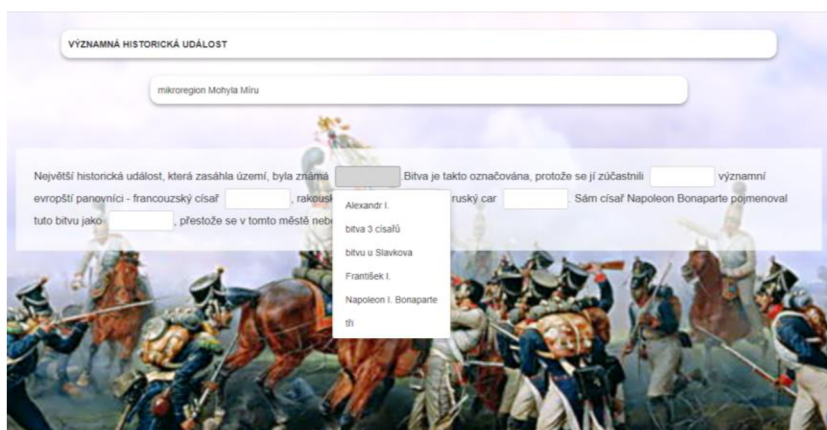 VÝZNAMNÁ HISTORICKÁ UDÁLOST
mikroregion Mohyla Míru
Největší historická událost, která zasáhla území, byla známá .Bitva je takto označována, protože se jí zúčastnili významní
evropští panovníci - francouzský císař , rakousk ruský car . Sám císař Napoleon Bonaparte pojmenoval
tuto bitvu jako , přestože se v tomto městě neb
Alexandr I.
bitva 3 císařů
bitvu u Slavkova
František I.
Napoleon I. Bonaparte
tři